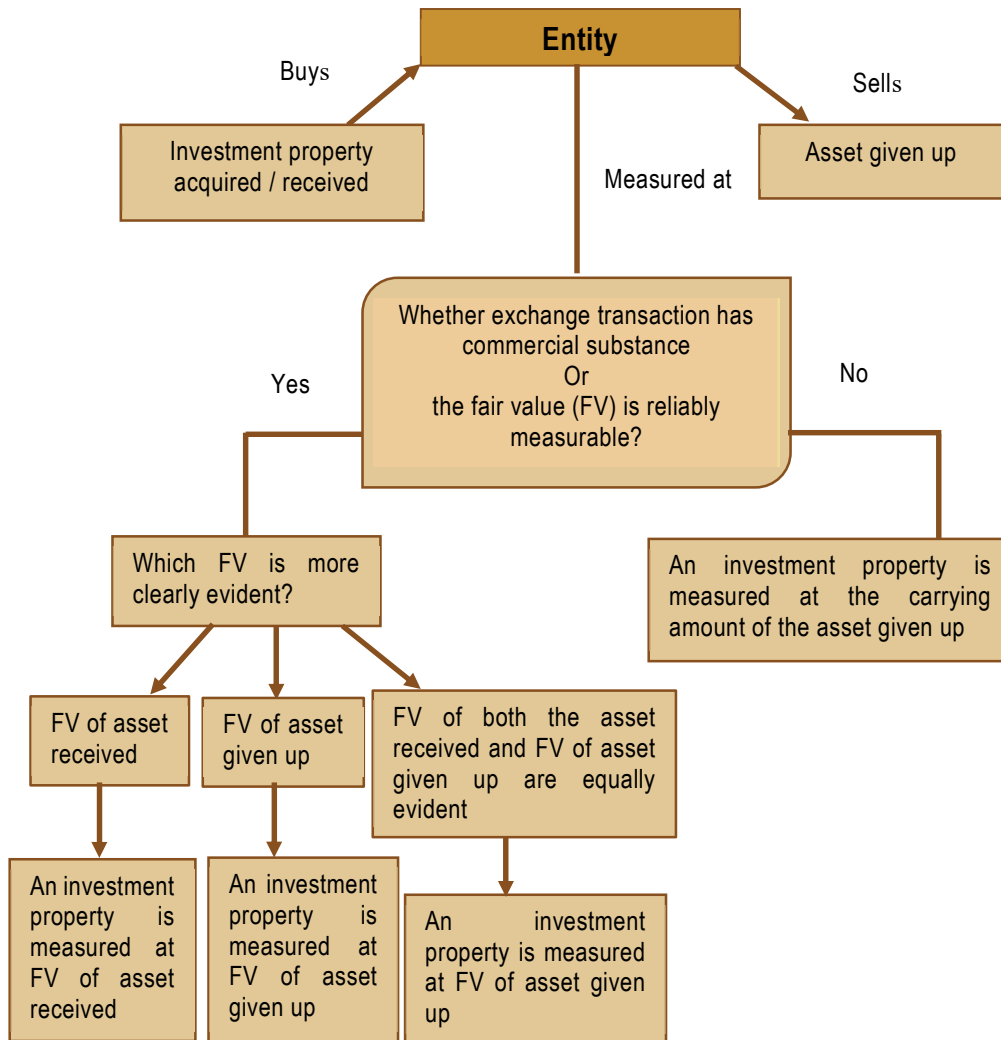 Entity
Buys
Sells
Investment property
acquired / received
Asset given up
Measured at
Whether exchange transaction has
commercial substance
Or
the fair value (FV) is reliably
measurable?
Yes
No
Which FV is more
clearly evident?
An investment property is
measured at the carrying
amount of the asset given up
FV of asset
received
FV of asset
given up
FV of both the asset
received and FV of asset
given up are equally
evident
An investment
property is
measured at
FV of asset
received
An investment
property is
measured at
FV of asset
given up
An investment
property is measured
at FV of asset given
up